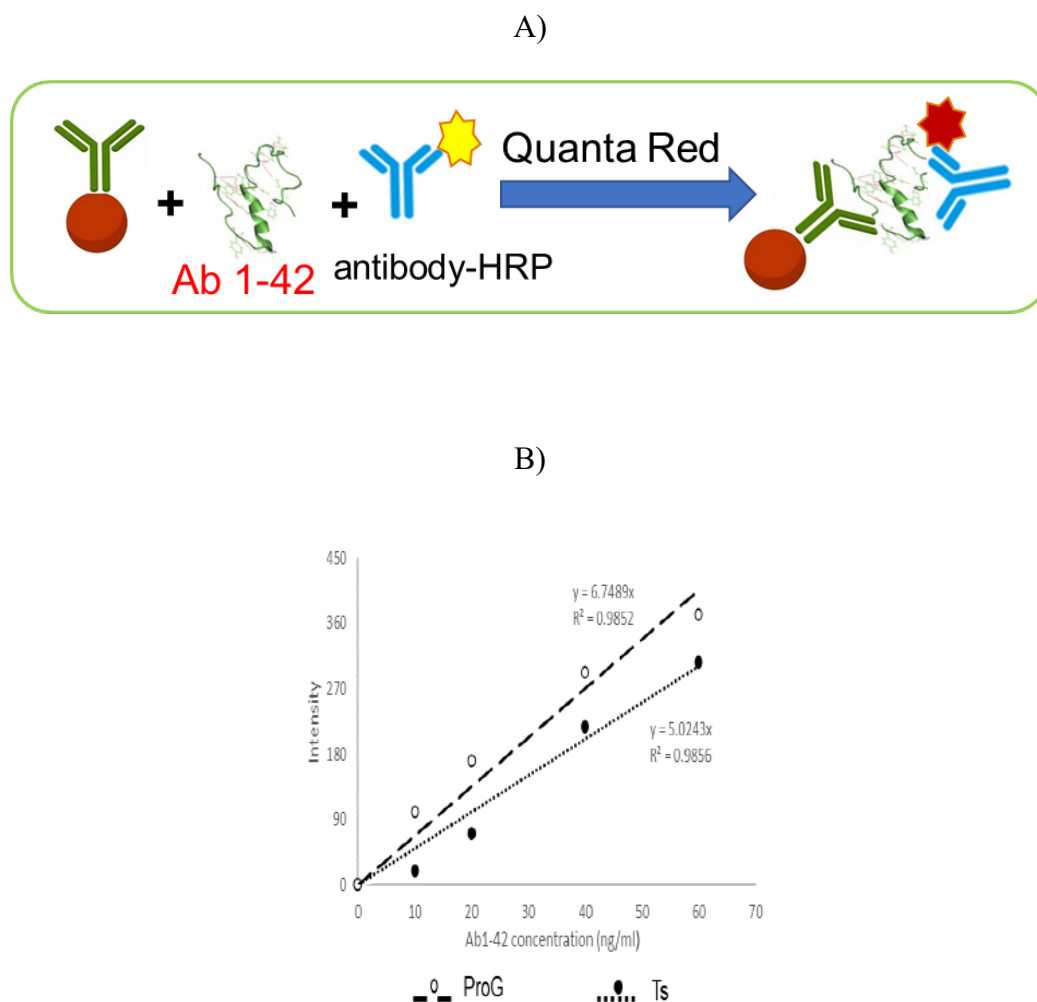 A)
Quanta Red
+
+
Ab 1-42
antibody-HRP
B)
450
360
270
180
90
0
Intensity
y = 6.7489x
R² = 0.9852
y = 5.0243x
R² = 0.9856
0 10 20 30 40 50 60 70
Ab1-42 concentration (ng/ml)
ProG
Ts